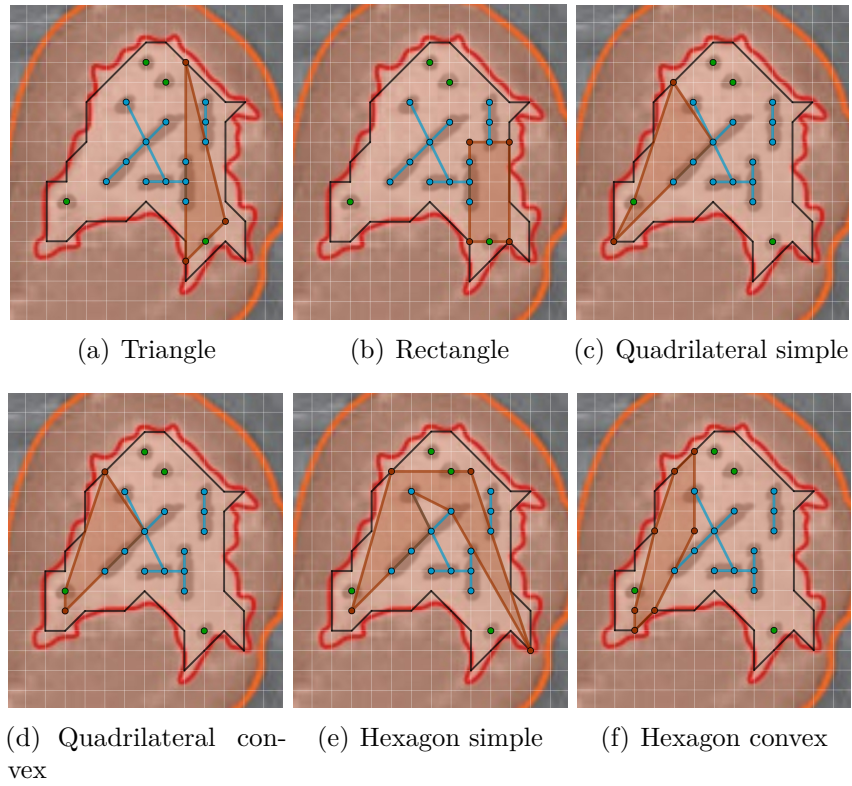 (a) Triangle
(b) Rectangle
(c) Quadrilateral simple
(d) Quadrilateral con-
vex
(e) Hexagon simple
(f) Hexagon convex